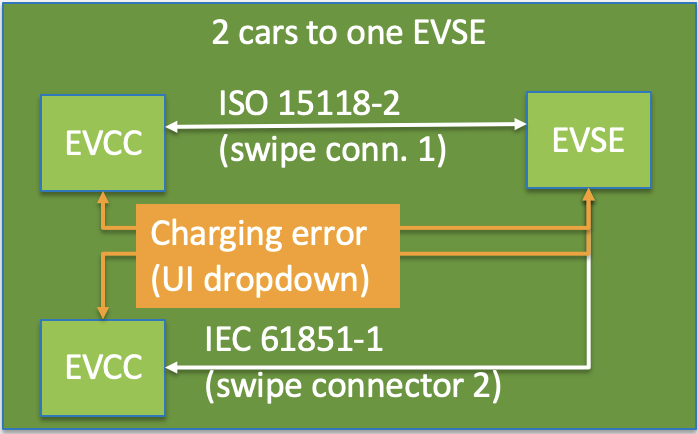 2 cars to one EVSE
ISO 15118-2
(swipe conn. 1)
EVCC
EVSE
Charging error
(UI dropdown)
IEC 61851-1
(swipe connector 2)
EVCC